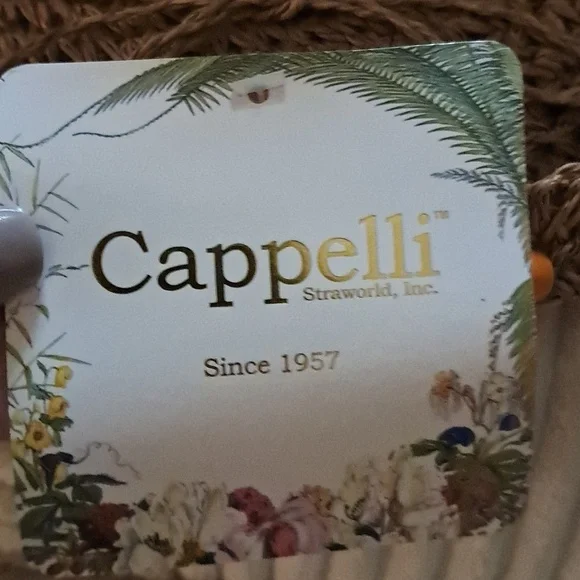 Cappelli™
Straworld, Inc.
Since 1957